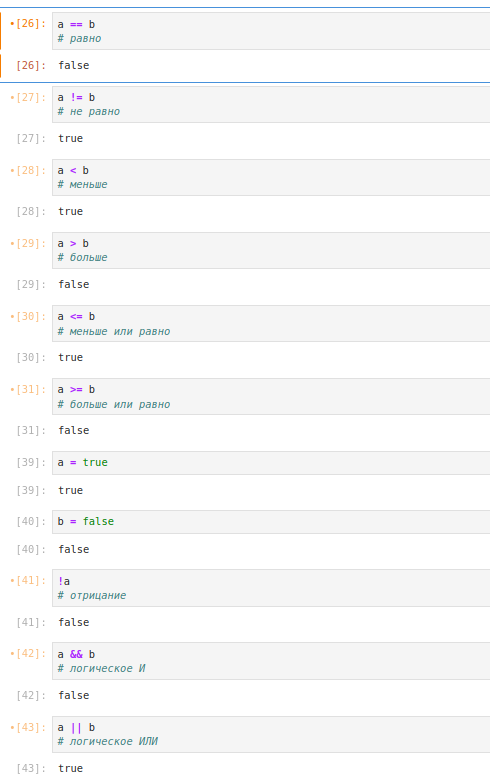 [26]: a == b
# равно
[26]: false
[27]: a != b
# не равно
[27]: true
[28]: a < b
# меньше
[28]: true
[29]: a > b
# больше
[29]: false
[30]: a <= b
# меньше или равно
[30]: true
[31]: a >= b
# больше или равно
[31]: false
[39]: a = true
[39]: true
[40]: b = false
[40]: false
[41]: !a
# отрицание
[41]: false
[42]: a && b
# логическое И
[42]: false
[43]: a || b
# логическое ИЛИ
[43]: true